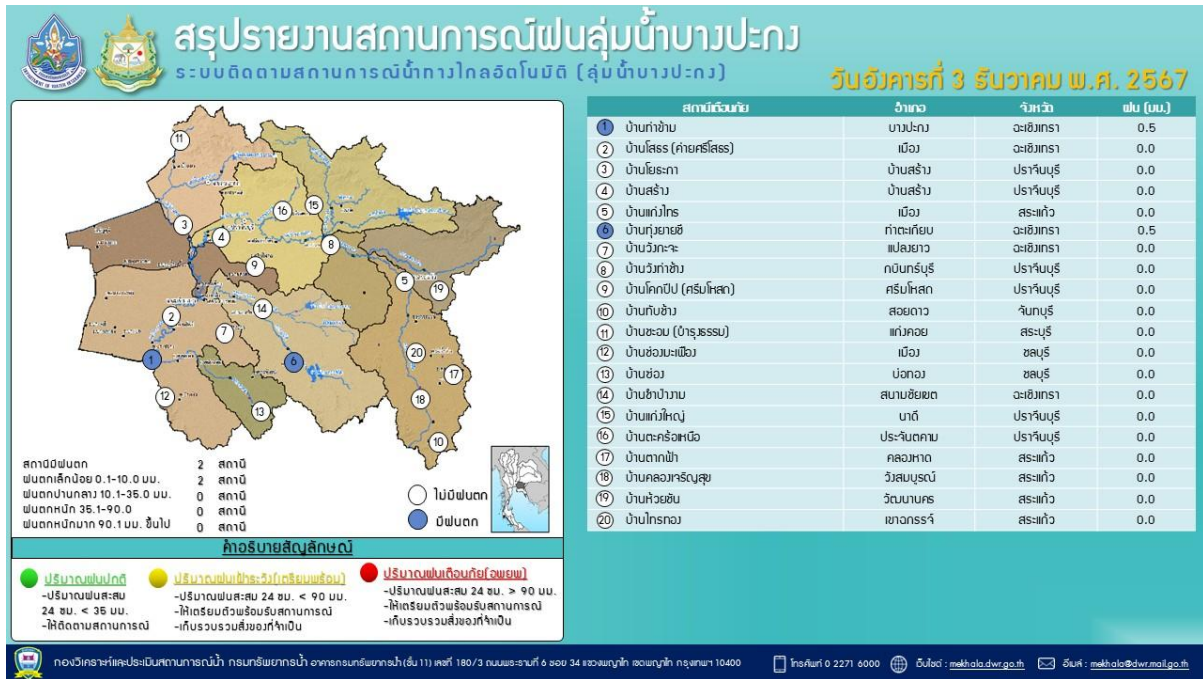 สรุปรายงานสถานการณ์ฝนลุ่มน้ำบางปะกง
ระบบติดตามสถานการณ์น้ำทางไกลอัตโนมัติ (ลุ่มน้ำบางปะกง)
วันอังคารที่ 3 ธันวาคม พ.ศ. 2567
สถานีเตือนภัย อำเภอ จังหวัด ฝน (มม.)
1 บ้านท่าข้าม บางปะกง ฉะเชิงเทรา 0.5
2 บ้านโสธร (ค่ายศรีโสธร) เมือง ฉะเชิงเทรา 0.0
3 บ้านโยธะกา บ้านสร้าง ปราจีนบุรี 0.0
4 บ้านสร้าง บ้านสร้าง ปราจีนบุรี 0.0
5 บ้านแก่งไทร เมือง สระแก้ว 0.0
6 บ้านทุ่งยายชี ท่าตะเกียบ ฉะเชิงเทรา 0.5
7 บ้านวังกะจะ แปลงยาว ฉะเชิงเทรา 0.0
8 บ้านวังท่าช้าง กบินทร์บุรี ปราจีนบุรี 0.0
9 บ้านโคกปีป (ศรีมโหสถ) ศรีมโหสถ ปราจีนบุรี 0.0
10 บ้านทับช้าง สอยดาว จันทบุรี 0.0
11 บ้านซะอม (บำรุงธรรม) แก่งคอย สระบุรี 0.0
12 บ้านช่องมะเฟือง เมือง ชลบุรี 0.0
13 บ้านช่อง บ่อทอง ชลบุรี 0.0
14 บ้านชำป่างาม สนามชัยเขต ฉะเชิงเทรา 0.0
15 บ้านแก่งใหญ่ นาดี ปราจีนบุรี 0.0
16 บ้านตะคร้อเหนือ ประจันตคาม ปราจีนบุรี 0.0
17 บ้านตากฟ้า คลองหาด สระแก้ว 0.0
18 บ้านคลองเจริญสุข วังสมบูรณ์ สระแก้ว 0.0
19 บ้านห้วยชัน วัฒนานคร สระแก้ว 0.0
20 บ้านไทรทอง เขาฉกรรจ์ สระแก้ว 0.0
11
16
15
3
4
8
9
5
19
14
2
7
1
6
20
17
12
13
18
10
สถานีมีฝนตก 2 สถานี
ฝนตกเล็กน้อย 0.1-10.0 มม. 2 สถานี
ฝนตกปานกลาง 10.1-35.0 มม. 0 สถานี
ฝนตกหนัก 35.1-90.0 0 สถานี
ฝนตกหนักมาก 90.1 มม. ขึ้นไป 0 สถานี
ไม่มีฝนตก
มีฝนตก
คำอธิบายสัญลักษณ์
ปริมาณฝนปกติ
-ปริมาณฝนสะสม
24 ชม. < 35 มม.
-ให้ติดตามสถานการณ์
ปริมาณฝนเฝ้าระวัง(เตรียมพร้อม)
-ปริมาณฝนสะสม 24 ชม. < 90 มม.
-ให้เตรียมตัวพร้อมรับสถานการณ์
-เก็บรวบรวมสิ่งของที่จำเป็น
ปริมาณฝนเตือนภัย(อพยพ)
-ปริมาณฝนสะสม 24 ชม. > 90 มม.
-ให้เตรียมตัวพร้อมรับสถานการณ์
-เก็บรวบรวมสิ่งของที่จำเป็น
กองวิเคราะห์และประเมินสถานการณ์น้ำ กรมทรัพยากรน้ำ อาคารกรมทรัพยากรน้ำ (ชั้น 11) เลขที่ 180/3 ถนนพระรามที่ 6 ซอย 34 แขวงพญาไท เขตพญาไท กรุงเทพฯ 10400
โทรศัพท์ 0 2271 6000
เว็บไซต์ : mekhala.dwr.go.th
อีเมล์ : mekhala@dwr.mail.go.th